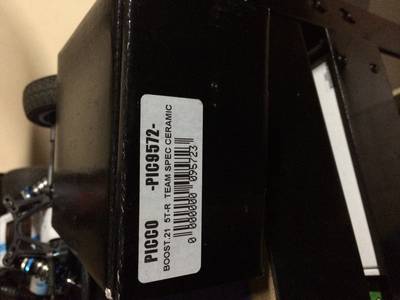 PICCO -PIC9572-
BOOST.21 5T-R TEAM SPEC CERAMIC
0 000000 095723